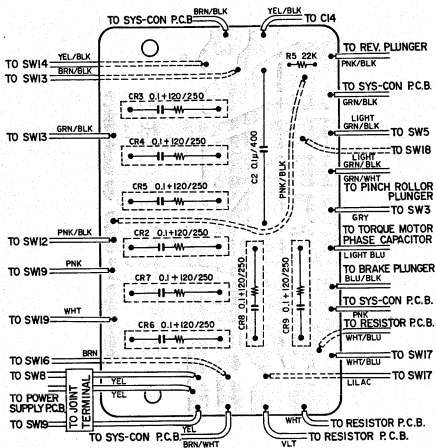 BRN/BLK
YEL/BLK
TO SYS-CON P.C.B
TO C14
YEL/BLK
TO SW14
BRN/BLK
TO SW13
R5 22K
TO REV. PLUNGER
PNK/BLK
TO SYS-CON P.C.B.
GRN/BLK
CR3 0.1+120/250
LIGHT
GRN/BLK
TO SW5
GRN/BLK
TO SW13
CR4 0.1+120/250
C2 0.1µ/400
TO SW18
LIGHT
GRN/BLK
GRN/WHT
TO PINCH ROLLOR
PLUNGER
CR5 0.1+120/250
PNK/BLK
TO SW3
GRY
TO TORQUE MOTOR
PHASE CAPACITOR
PNK/BLK
TO SW12
CR2 0.1+120/250
LIGHT BLU
PNK
TO SW19
CR7 0.1+120/250
CR8 0.1+120/250
CR9 0.1+120/250
TO BRAKE PLUNGER
BLU/BLK
TO SYS-CON P.C.B.
PNK
WHT
TO SW19
CR6 0.1+120/250
TO RESISTOR P.C.B.
WHT/BLU
BRN
TO SW16
WHT/BLU
TO SW17
TO SW8
YEL
LILAC
TO SW17
TO POWER
SUPPLY P.C.B.
TO JOINT
TERMINAL
YEL
TO SW19
YEL
WHT
TO RESISTOR P.C.B.
TO SYS-CON P.C.B.
BRN/WHT
VLT
TO RESISTOR P.C.B.